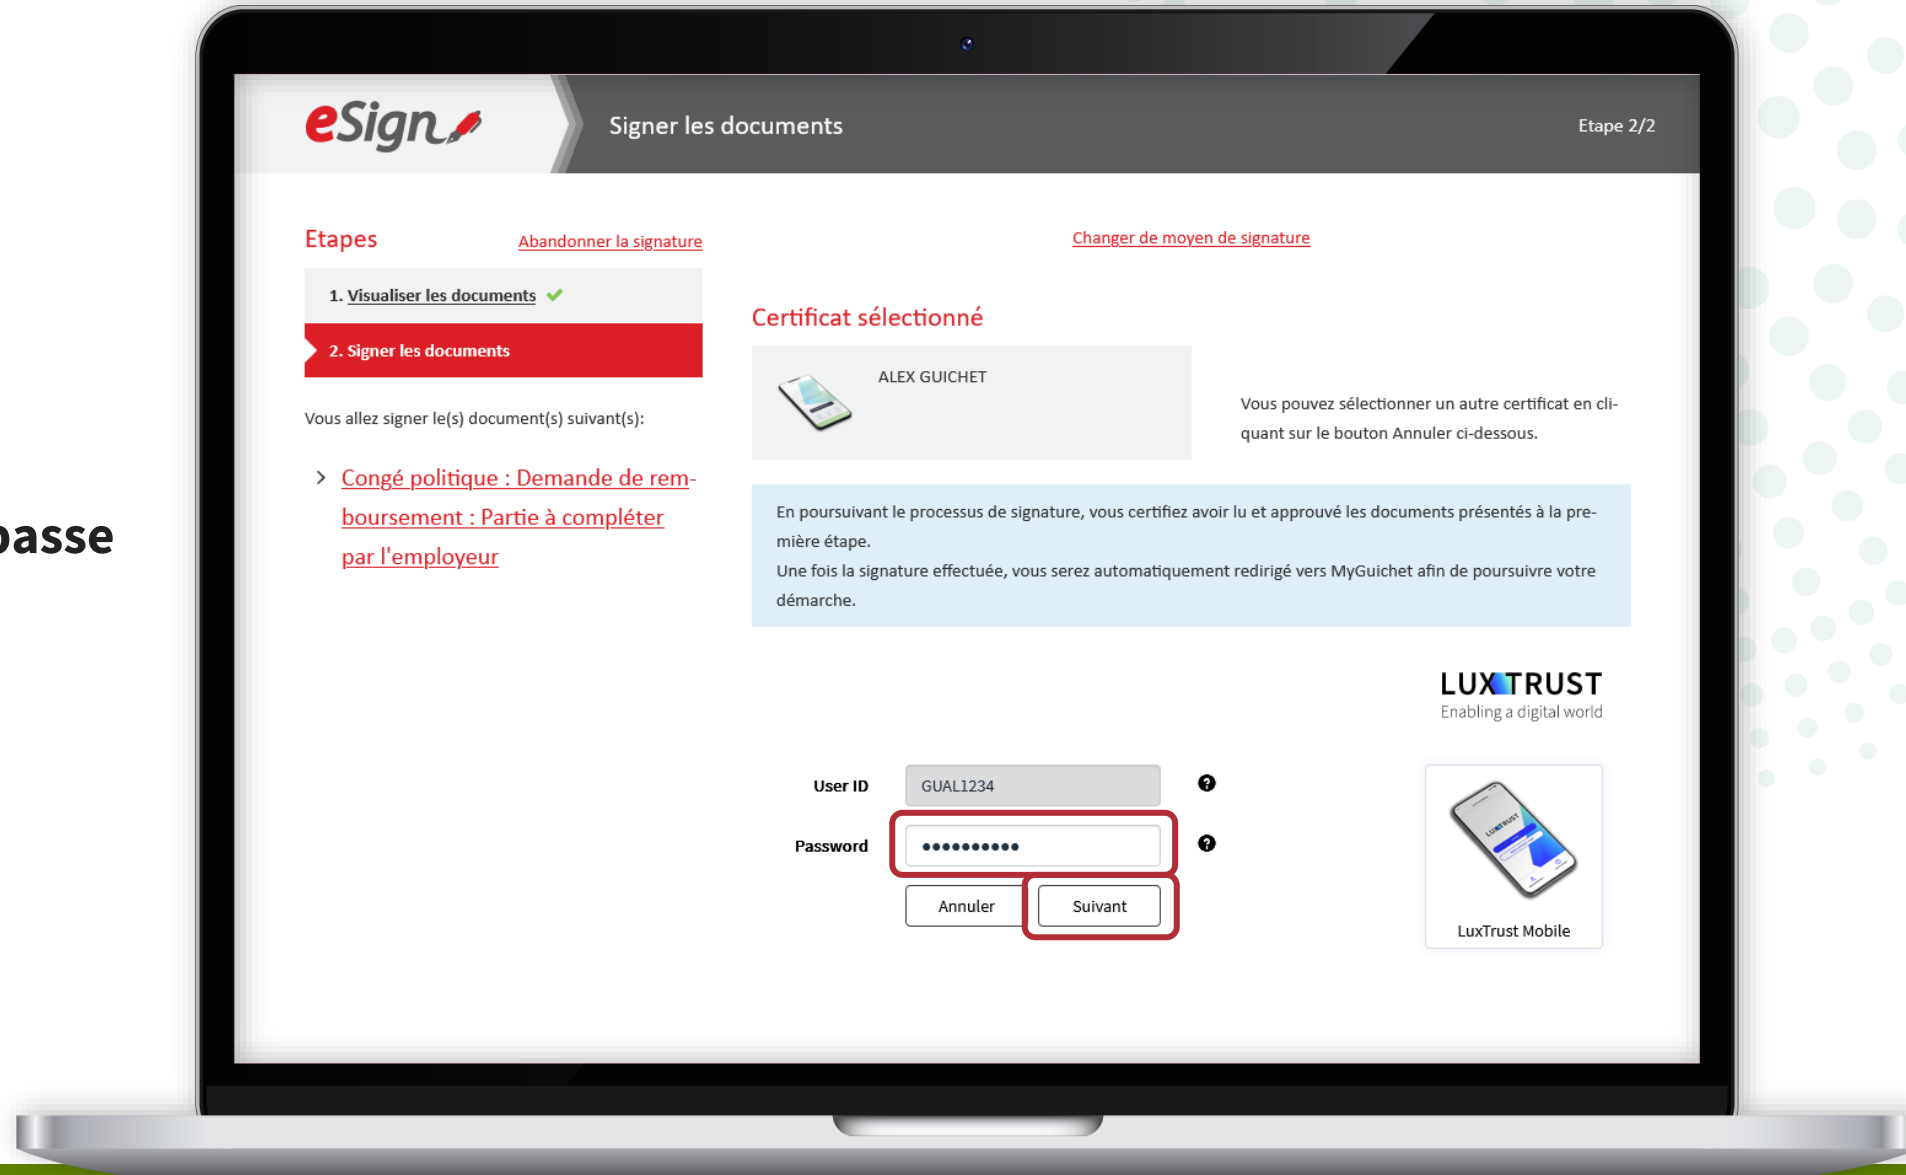 passe
eSign
Signer les documents
Etape 2/2
Etapes
Abandonner la signature
1. Visualiser les documents
2. Signer les documents
Vous allez signer le(s) document(s) suivant(s):
Congé politique : Demande de rem-
boursement : Partie à compléter
par l'employeur
Changer de moyen de signature
Certificat sélectionné
ALEX GUICHET
Vous pouvez sélectionner un autre certificat en cli-
quant sur le bouton Annuler ci-dessous.
En poursuivant le processus de signature, vous certifiez avoir lu et approuvé les documents présentés à la pre-
mière étape.
Une fois la signature effectuée, vous serez automatiquement redirigé vers MyGuichet afin de poursuivre votre
démarche.
LUXTRUST
Enabling a digital world
User ID
GUAL1234
Password
••••••••••
Annuler
Suivant
LUXTRUST
LuxTrust Mobile